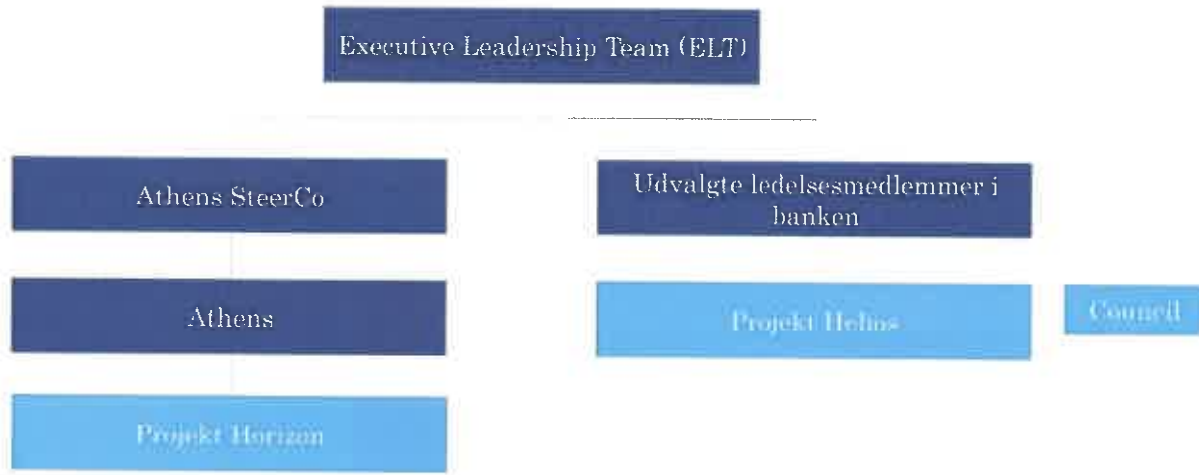 Executive Leadership Team (ELT)
Athens SteerCo
Udvalgte ledelsesmedlemmer i
banken
Athens
Projekt Helios
Council
Projekt Horizon